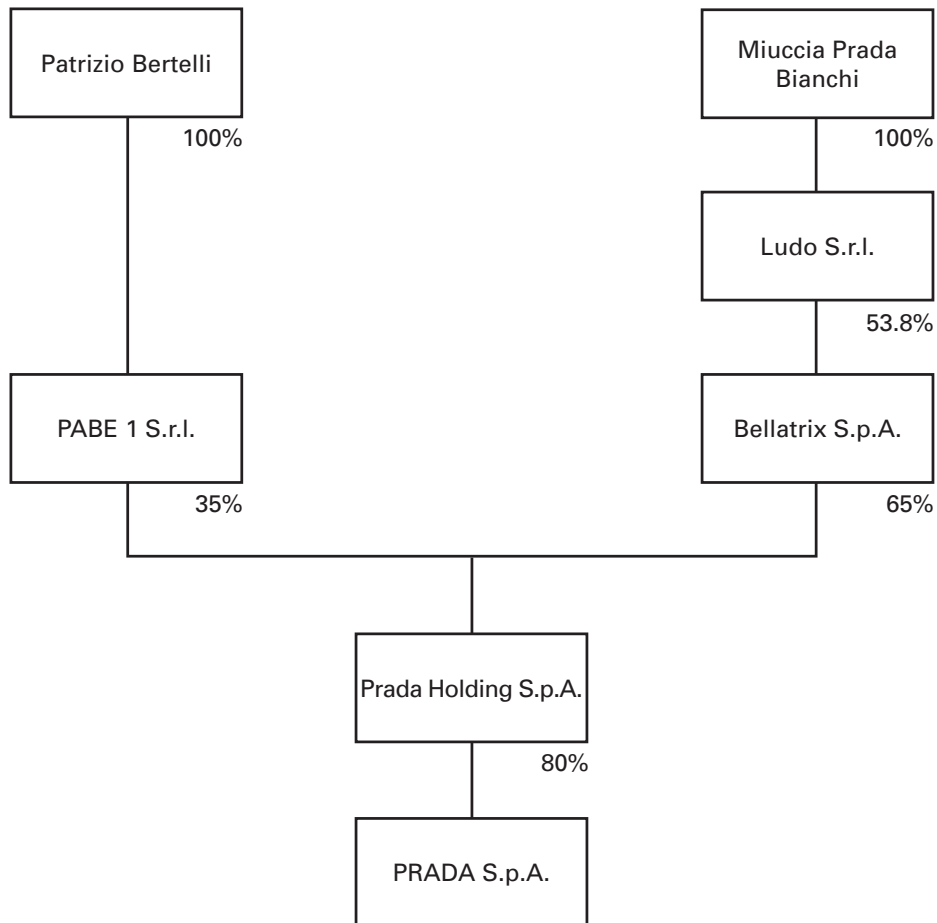 Patrizio Bertelli
Miuccia Prada
Bianchi
100%
100%
Ludo S.r.l.
53.8%
PABE 1 S.r.l.
Bellatrix S.p.A.
35%
65%
Prada Holding S.p.A.
80%
PRADA S.p.A.